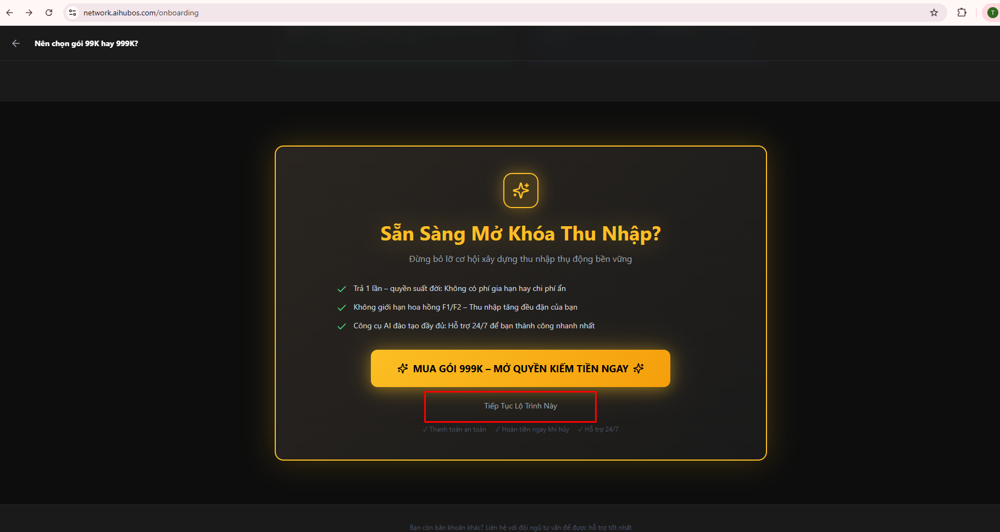 network.aihubos.com/onboarding
T
Nên chọn gói 99K hay 999K?
Sẵn Sàng Mở Khóa Thu Nhập?
Đừng bỏ lỡ cơ hội xây dựng thu nhập thụ động bền vững
Trả 1 lần – quyền suất đời: Không có phí gia hạn hay chi phí ẩn
Không giới hạn hoa hồng F1/F2 – Thu nhập tăng đều đặn của bạn
Công cụ AI đào tạo đầy đủ: Hỗ trợ 24/7 để bạn thành công nhanh nhất
MUA GÓI 999K – MỞ QUYỀN KIẾM TIỀN NGAY
Tiếp Tục Lộ Trình Này
✓ Thanh toán an toàn ✓ Hoàn tiền ngay khi hủy ✓ Hỗ trợ 24/7
Bạn còn băn khoăn khác? Liên hệ với đội ngũ tư vấn để được hỗ trợ tốt nhất